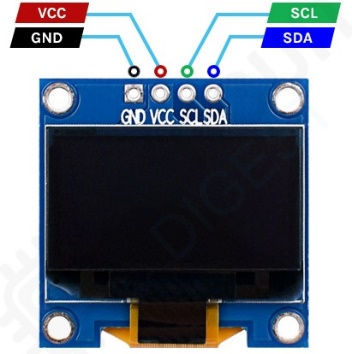 VCC SCL
GND SDA
GND VCC SCL SDA